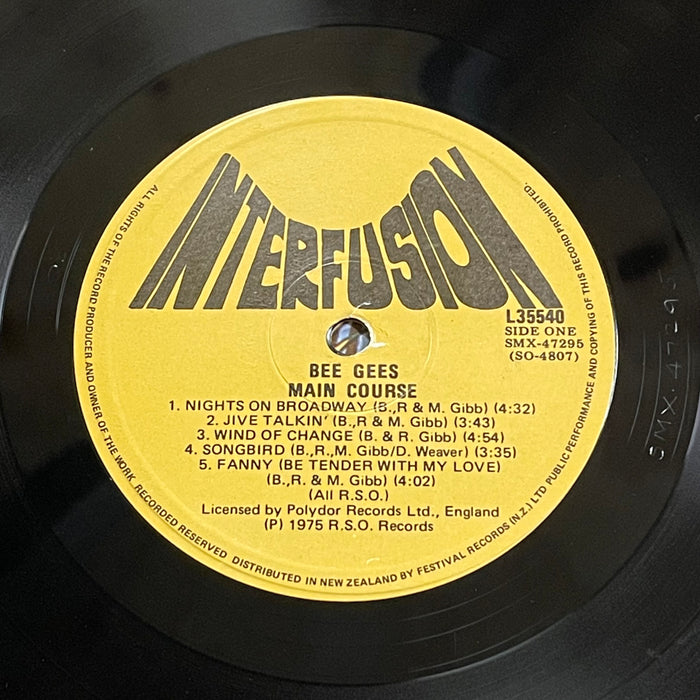 INTERFUSION
L35540
SIDE ONE
SMX-47295
(SO-4807)
BEE GEES
MAIN COURSE
1. NIGHTS ON BROADWAY (B.,R & M. Gibb) (4:32)
2. JIVE TALKIN' (B.,R & M. Gibb) (3:43)
3. WIND OF CHANGE (B. & R. Gibb) (4:54)
4. SONGBIRD (B.,R.,M. Gibb/D. Weaver) (3:35)
5. FANNY (BE TENDER WITH MY LOVE)
(B.,R. & M. Gibb) (4:02)
(All R.S.O.)
Licensed by Polydor Records Ltd., England
(P) 1975 R.S.O. Records
ALL RIGHTS OF THE RECORD PRODUCER AND OWNER OF THE WORK RECORDED RESERVED DISTRIBUTED IN NEW ZEALAND BY FESTIVAL RECORDS (N.Z.) LTD PUBLIC PERFORMANCE AND COPYING OF THIS RECORD PROHIBITED.
SMX·47295